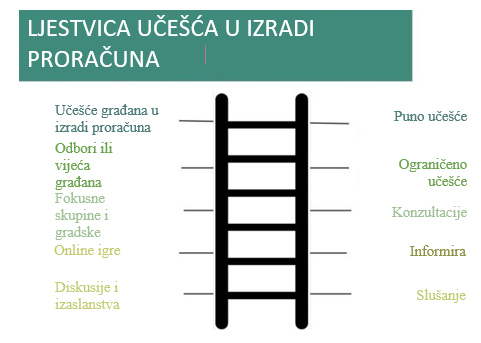 LJESTVICA UČEŠĆA U IZRADI
PRORAČUNA
Učešće građana u
izradi proračuna
Puno učešće
Odbori ili
vijeća
građana
Ograničeno
učešće
Fokusne
skupine i
gradske
Konzultacije
Online igre
Informira
Diskusije i
izaslanstva
Slušanje